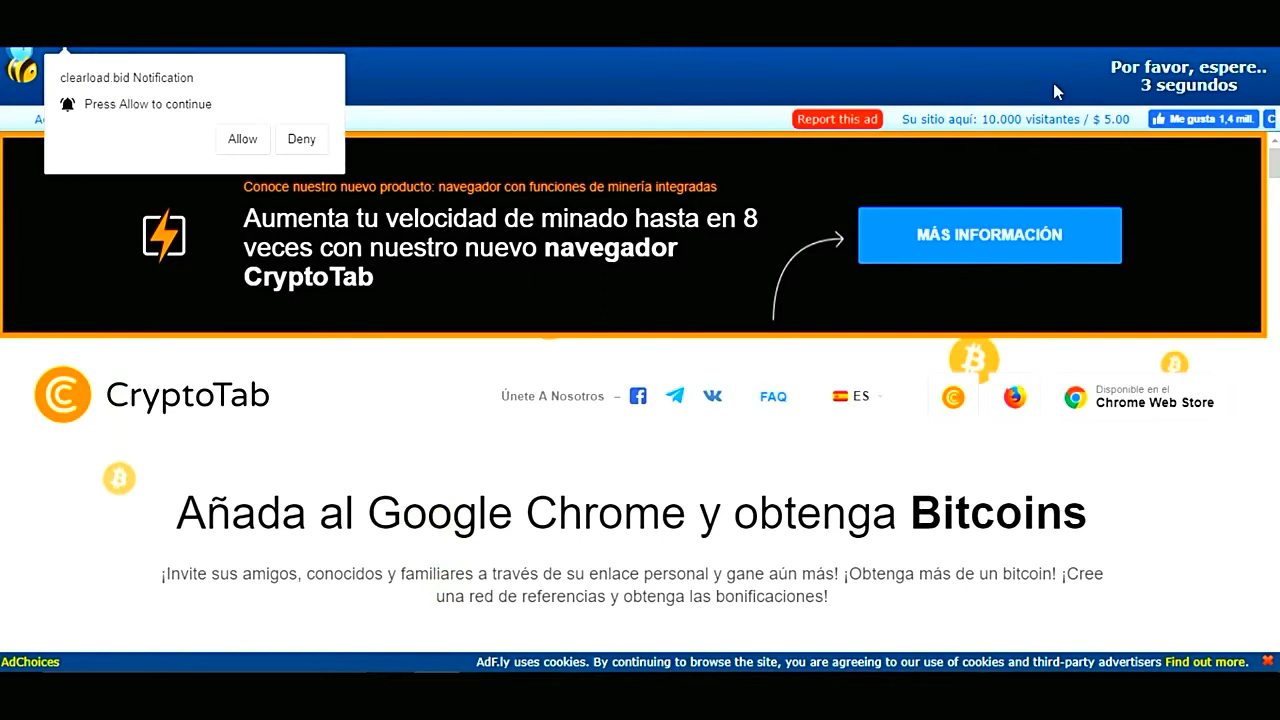 clearload bid Notification
Press Allow to continue
Allow
Deny
Por favor, espere..
3 segundos
Report this ad
Su sitio aquí: 10.000 visitantes / $ 5.00
Me gusta 1,4 mill.
Conoce nuestro nuevo producto: navegador con funciones de minería integradas
Aumenta tu velocidad de minado hasta en 8
veces con nuestro nuevo navegador
CryptoTab
MÁS INFORMACIÓN
CryptoTab
Únete A Nosotros –
FAQ
ES
Disponible en el
Chrome Web Store
Añada al Google Chrome y obtenga Bitcoins
¡Invite sus amigos, conocidos y familiares a través de su enlace personal y gane aún más! ¡Obtenga más de un bitcoin! ¡Cree
una red de referencias y obtenga las bonificaciones!
AdChoices
AdF.ly uses cookies. By continuing to browse the site, you are agreeing to our use of cookies and third-party advertisers Find out more.